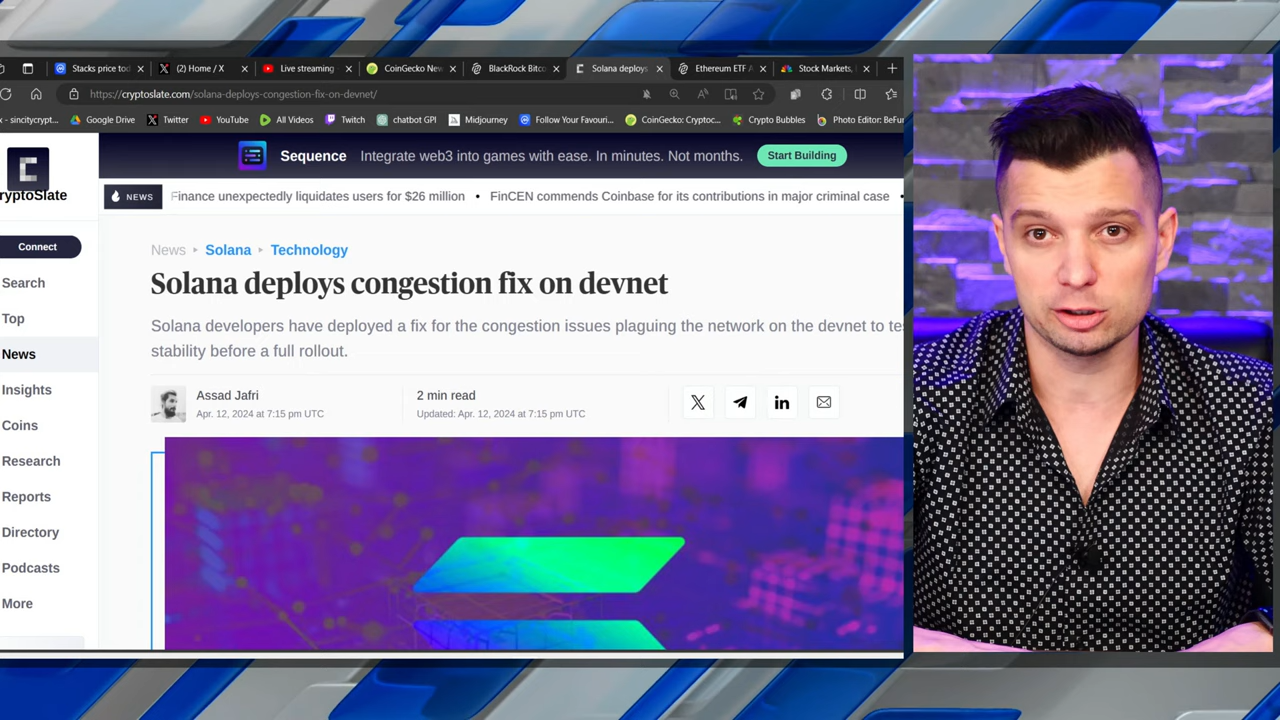 Stacks price tod
(2) Home / X
Live streaming
CoinGecko New
BlackRock Bitco
Solana deploys
Ethereum ETF A
Stock Markets,
https://cryptoslate.com/solana-deploys-congestion-fix-on-devnet/
x - sincitycrypt...
Google Drive
Twitter
YouTube
All Videos
Twitch
chatbot GPI
Midjourney
Follow Your Favouri...
CoinGecko: Cryptoc...
Crypto Bubbles
Photo Editor: BeFu
Sequence Integrate web3 into games with ease. In minutes. Not months. Start Building
ryptoSlate
NEWS Finance unexpectedly liquidates users for $26 million • FinCEN commends Coinbase for its contributions in major criminal case •
Connect
Search
Top
News
Insights
Coins
Research
Reports
Directory
Podcasts
More
News ▸ Solana ▸ Technology
Solana deploys congestion fix on devnet
Solana developers have deployed a fix for the congestion issues plaguing the network on the devnet to te
stability before a full rollout.
Assad Jafri
Apr. 12, 2024 at 7:15 pm UTC
2 min read
Updated: Apr. 12, 2024 at 7:15 pm UTC